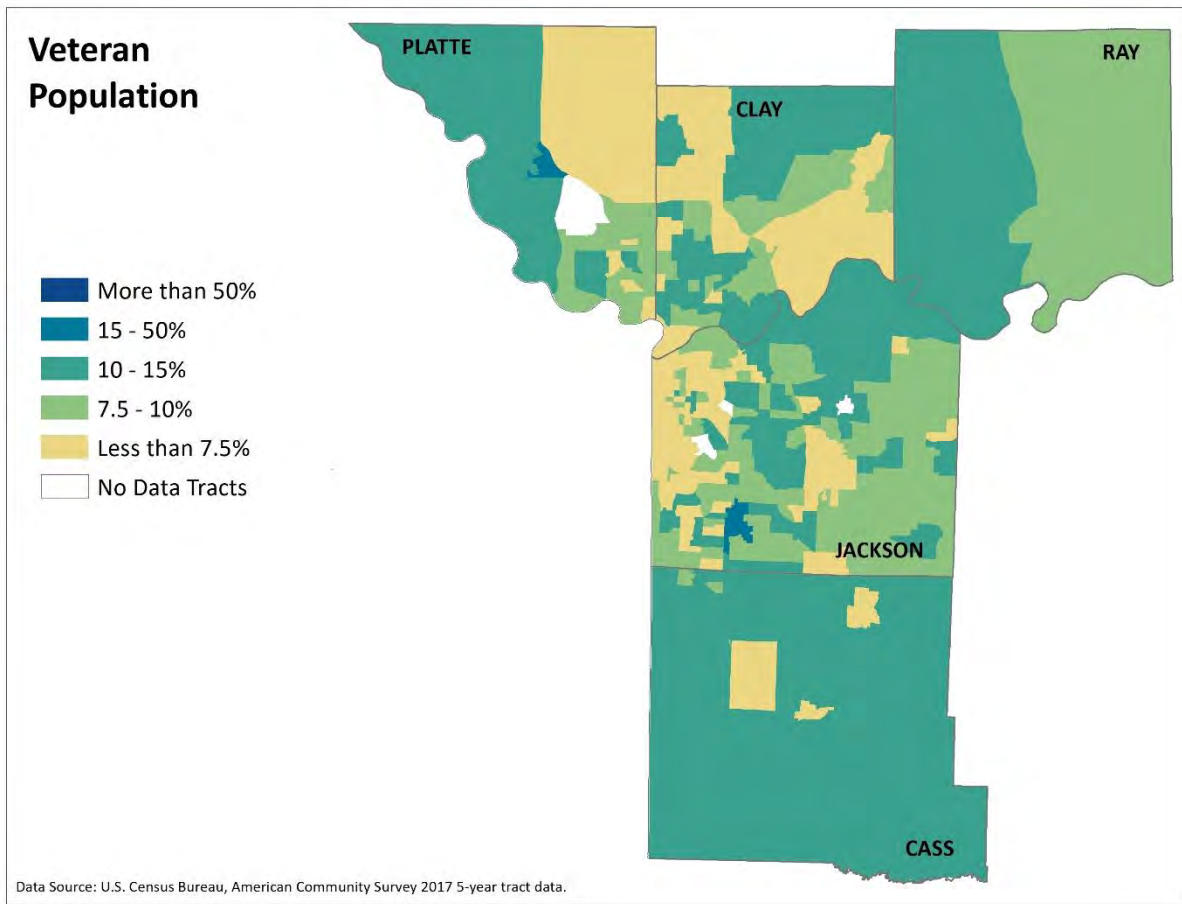 Veteran
Population
PLATTE
CLAY
RAY
More than 50%
15 - 50%
10 - 15%
7.5 - 10%
Less than 7.5%
No Data Tracts
JACKSON
CASS
Data Source: U.S. Census Bureau, American Community Survey 2017 5-year tract data.